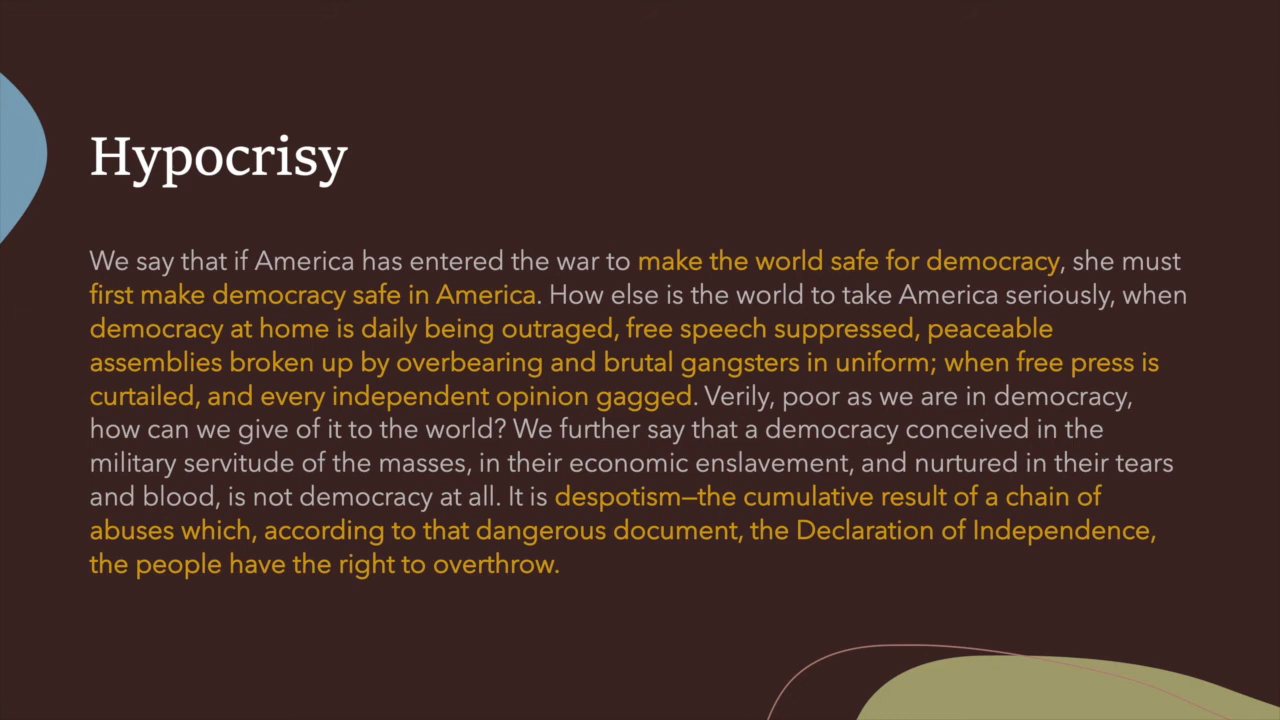 Hypocrisy
We say that if America has entered the war to make the world safe for democracy, she must
first make democracy safe in America. How else is the world to take America seriously, when
democracy at home is daily being outraged, free speech suppressed, peaceable
assemblies broken up by overbearing and brutal gangsters in uniform; when free press is
curtailed, and every independent opinion gagged. Verily, poor as we are in democracy,
how can we give of it to the world? We further say that a democracy conceived in the
military servitude of the masses, in their economic enslavement, and nurtured in their tears
and blood, is not democracy at all. It is despotism—the cumulative result of a chain of
abuses which, according to that dangerous document, the Declaration of Independence,
the people have the right to overthrow.